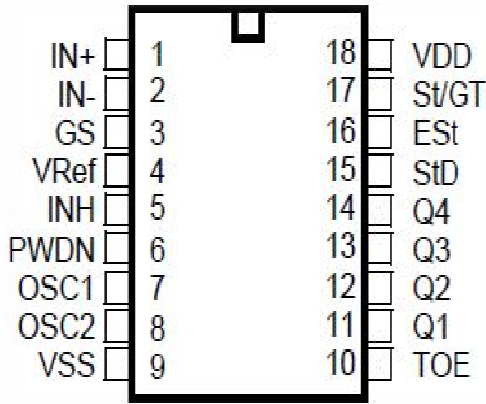 IN+ 1 18 VDD
IN- 2 17 St/GT
GS 3 16 ESt
VRef 4 15 StD
INH 5 14 Q4
PWDN 6 13 Q3
OSC1 7 12 Q2
OSC2 8 11 Q1
VSS 9 10 TOE